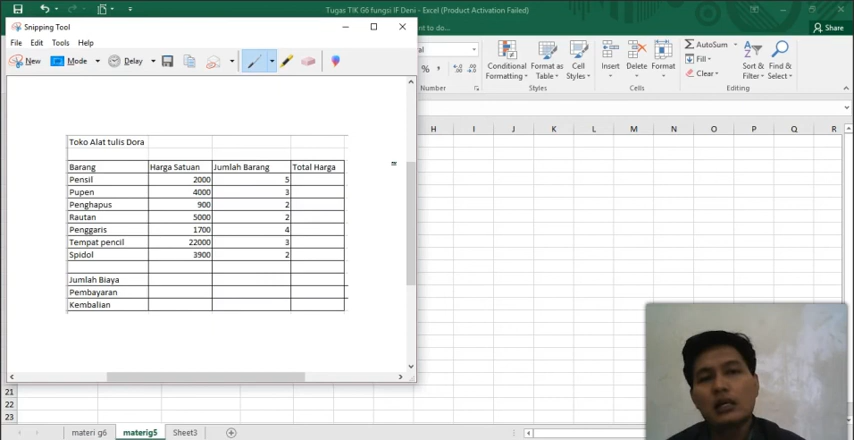 Tugas TIK G6 fungsi IF Deni - Excel (Product Activation Failed)
Snipping Tool
want to do...
Share
File Edit Tools Help
New Mode Delay
AutoSum
Fill
Clear
Conditional Formatting
Format as Table
Cell Styles
Insert Delete Format
Sort & Filter
Find & Select
Number Styles Cells Editing
H I J K L M N O P Q R
Toko Alat tulis Dora
Barang Harga Satuan Jumlah Barang Total Harga
Pensil 2000 5
Pupen 4000 3
Penghapus 900 2
Rautan 5000 2
Penggaris 1700 4
Tempat pencil 22000 3
Spidol 3900 2
Jumlah Biaya
Pembayaran
Kembalian
21
22
23
materi g6 materig5 Sheet3